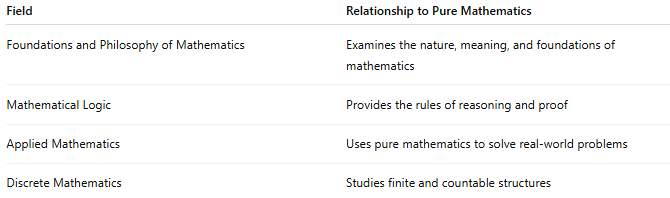 Field Relationship to Pure Mathematics
Foundations and Philosophy of Mathematics Examines the nature, meaning, and foundations of
mathematics
Mathematical Logic Provides the rules of reasoning and proof
Applied Mathematics Uses pure mathematics to solve real-world problems
Discrete Mathematics Studies finite and countable structures